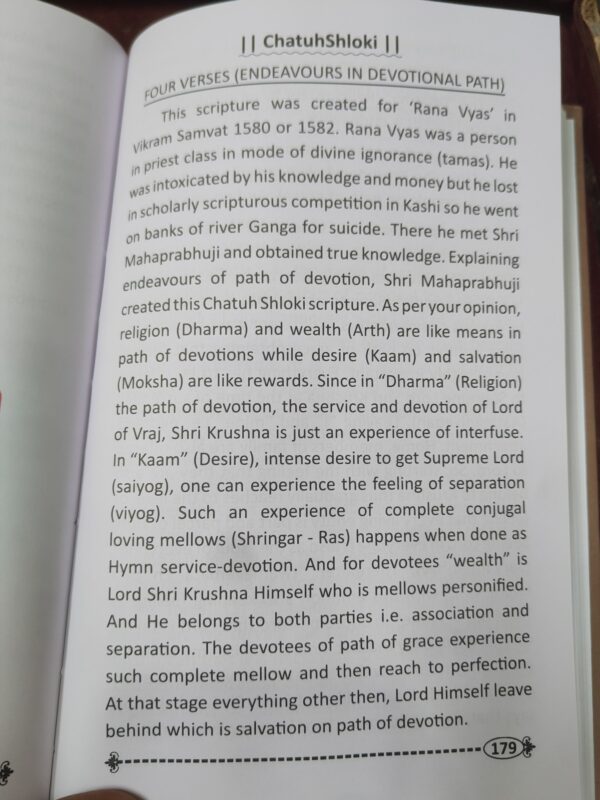 || ChatuhShloki ||
FOUR VERSES (ENDEAVOURS IN DEVOTIONAL PATH)
This scripture was created for ‘Rana Vyas’ in
Vikram Samvat 1580 or 1582. Rana Vyas was a person
in priest class in mode of divine ignorance (tamas). He
was intoxicated by his knowledge and money but he lost
in scholarly scripturous competition in Kashi so he went
on banks of river Ganga for suicide. There he met Shri
Mahaprabhuji and obtained true knowledge. Explaining
endeavours of path of devotion, Shri Mahaprabhuji
created this Chatuh Shloki scripture. As per your opinion,
religion (Dharma) and wealth (Arth) are like means in
path of devotions while desire (Kaam) and salvation
(Moksha) are like rewards. Since in “Dharma” (Religion)
the path of devotion, the service and devotion of Lord
of Vraj, Shri Krushna is just an experience of interfuse.
In “Kaam” (Desire), intense desire to get Supreme Lord
(saiyog), one can experience the feeling of separation
(viyog). Such an experience of complete conjugal
loving mellows (Shringar - Ras) happens when done as
Hymn service-devotion. And for devotees “wealth” is
Lord Shri Krushna Himself who is mellows personified.
And He belongs to both parties i.e. association and
separation. The devotees of path of grace experience
such complete mellow and then reach to perfection.
At that stage everything other then, Lord Himself leave
behind which is salvation on path of devotion.
179